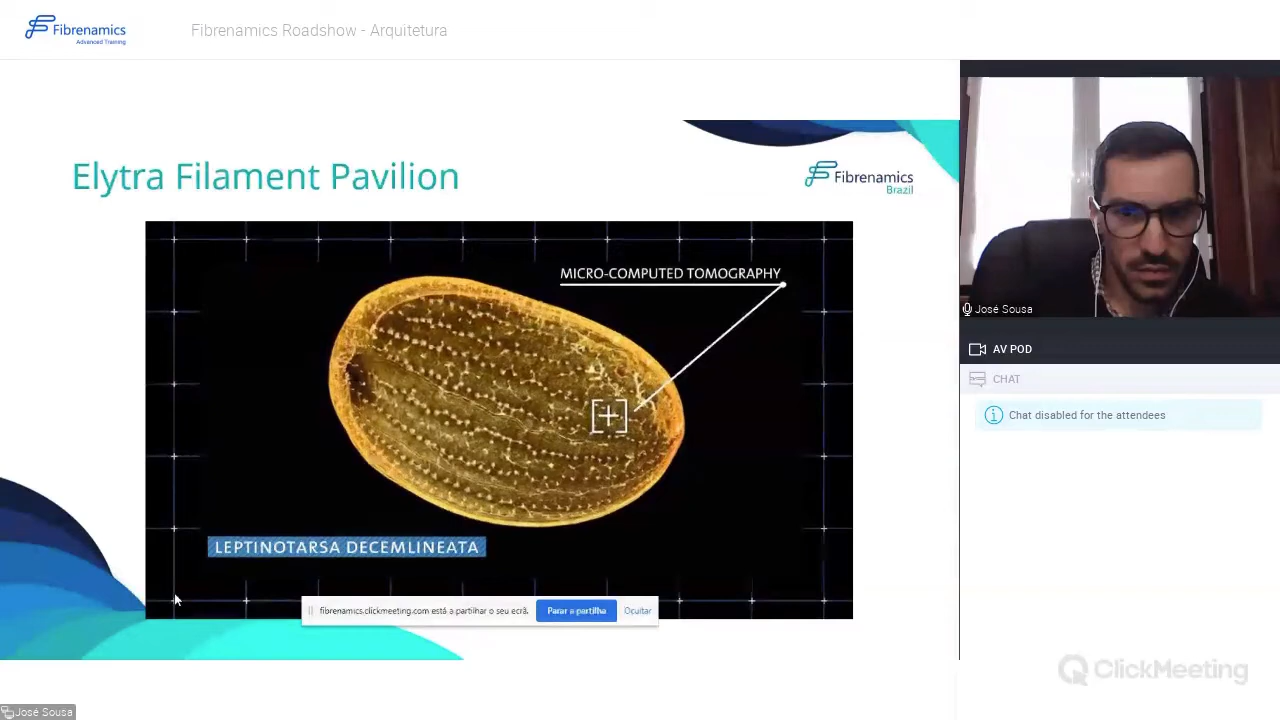 Fibrenamics
Advanced Training
Fibrenamics Roadshow - Arquitetura
Elytra Filament Pavilion
Fibrenamics
Brazil
MICRO-COMPUTED TOMOGRAPHY
LEPTINOTARSA DECEMLINEATA
fibrenamics.clickmeeting.com está a partilhar o seu ecrã.
Parar a partilha
Ocultar
José Sousa
AV POD
CHAT
Chat disabled for the attendees
ClickMeeting
José Sousa